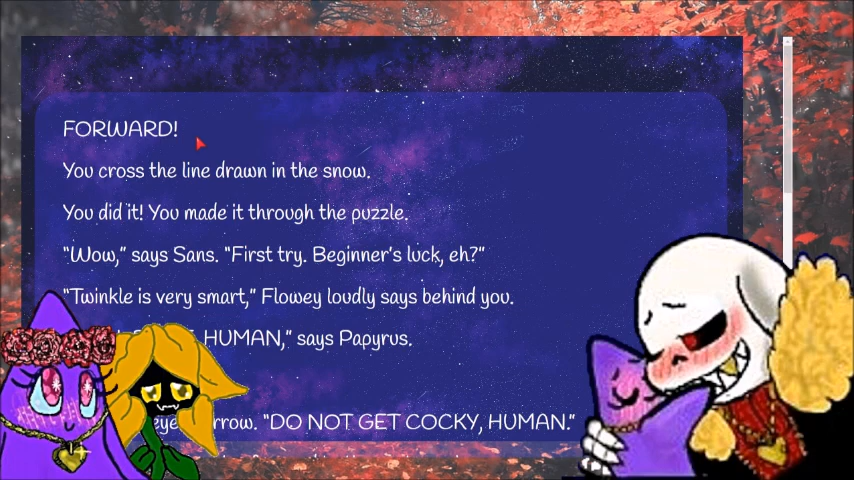 FORWARD!
You cross the line drawn in the snow.
You did it! You made it through the puzzle.
“Wow,” says Sans. “First try. Beginner’s luck, eh?”
“Twinkle is very smart,” Flowey loudly says behind you.
HUMAN,” says Papyrus.
“DO NOT GET COCKY, HUMAN.”